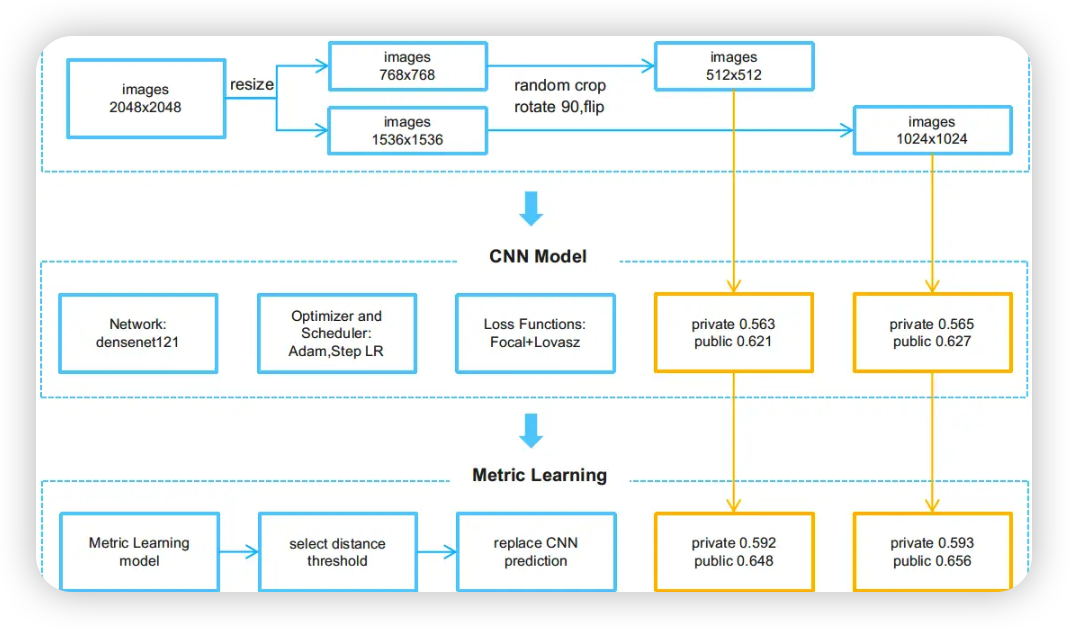 images
2048x2048
resize
images
768x768
images
1536x1536
random crop
rotate 90,flip
images
512x512
images
1024x1024
CNN Model
Network:
densenet121
Optimizer and
Scheduler:
Adam,Step LR
Loss Functions:
Focal+Lovasz
private 0.563
public 0.621
private 0.565
public 0.627
Metric Learning
Metric Learning
model
select distance
threshold
replace CNN
prediction
private 0.592
public 0.648
private 0.593
public 0.656